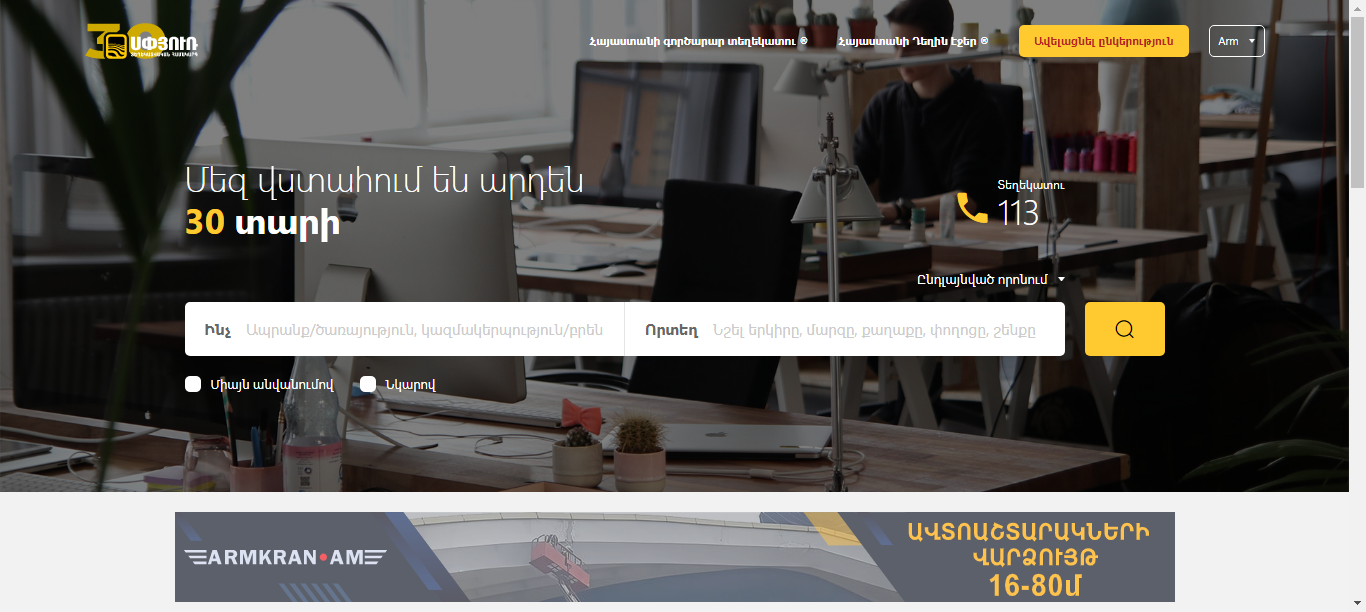 30 ՍՓՅՈՒՌ
ՏԵՂԵԿԱՏՎԱԿԱՆ ՀԱՄԱԿԱՐԳ
Հայաստանի գործարար տեղեկատու ®
Հայաստանի Դեղին Էջեր ®
Ավելացնել ընկերություն
Arm
Մեզ վստահում են արդեն
30 տարի
Տեղեկատու
113
Ընդլայնված որոնում
Ինչ Ապրանք/ծառայություն, կազմակերպություն/բրեն
Որտեղ Նշել երկիրը, մարզը, քաղաքը, փողոցը, շենքը
Միայն անվանումով
Նկարով
ARMKRAN•AM
ԱՎՏՈԱՇՏԱՐԱԿՆԵՐԻ
ՎԱՐՁՈՒՅԹ
16-80մ